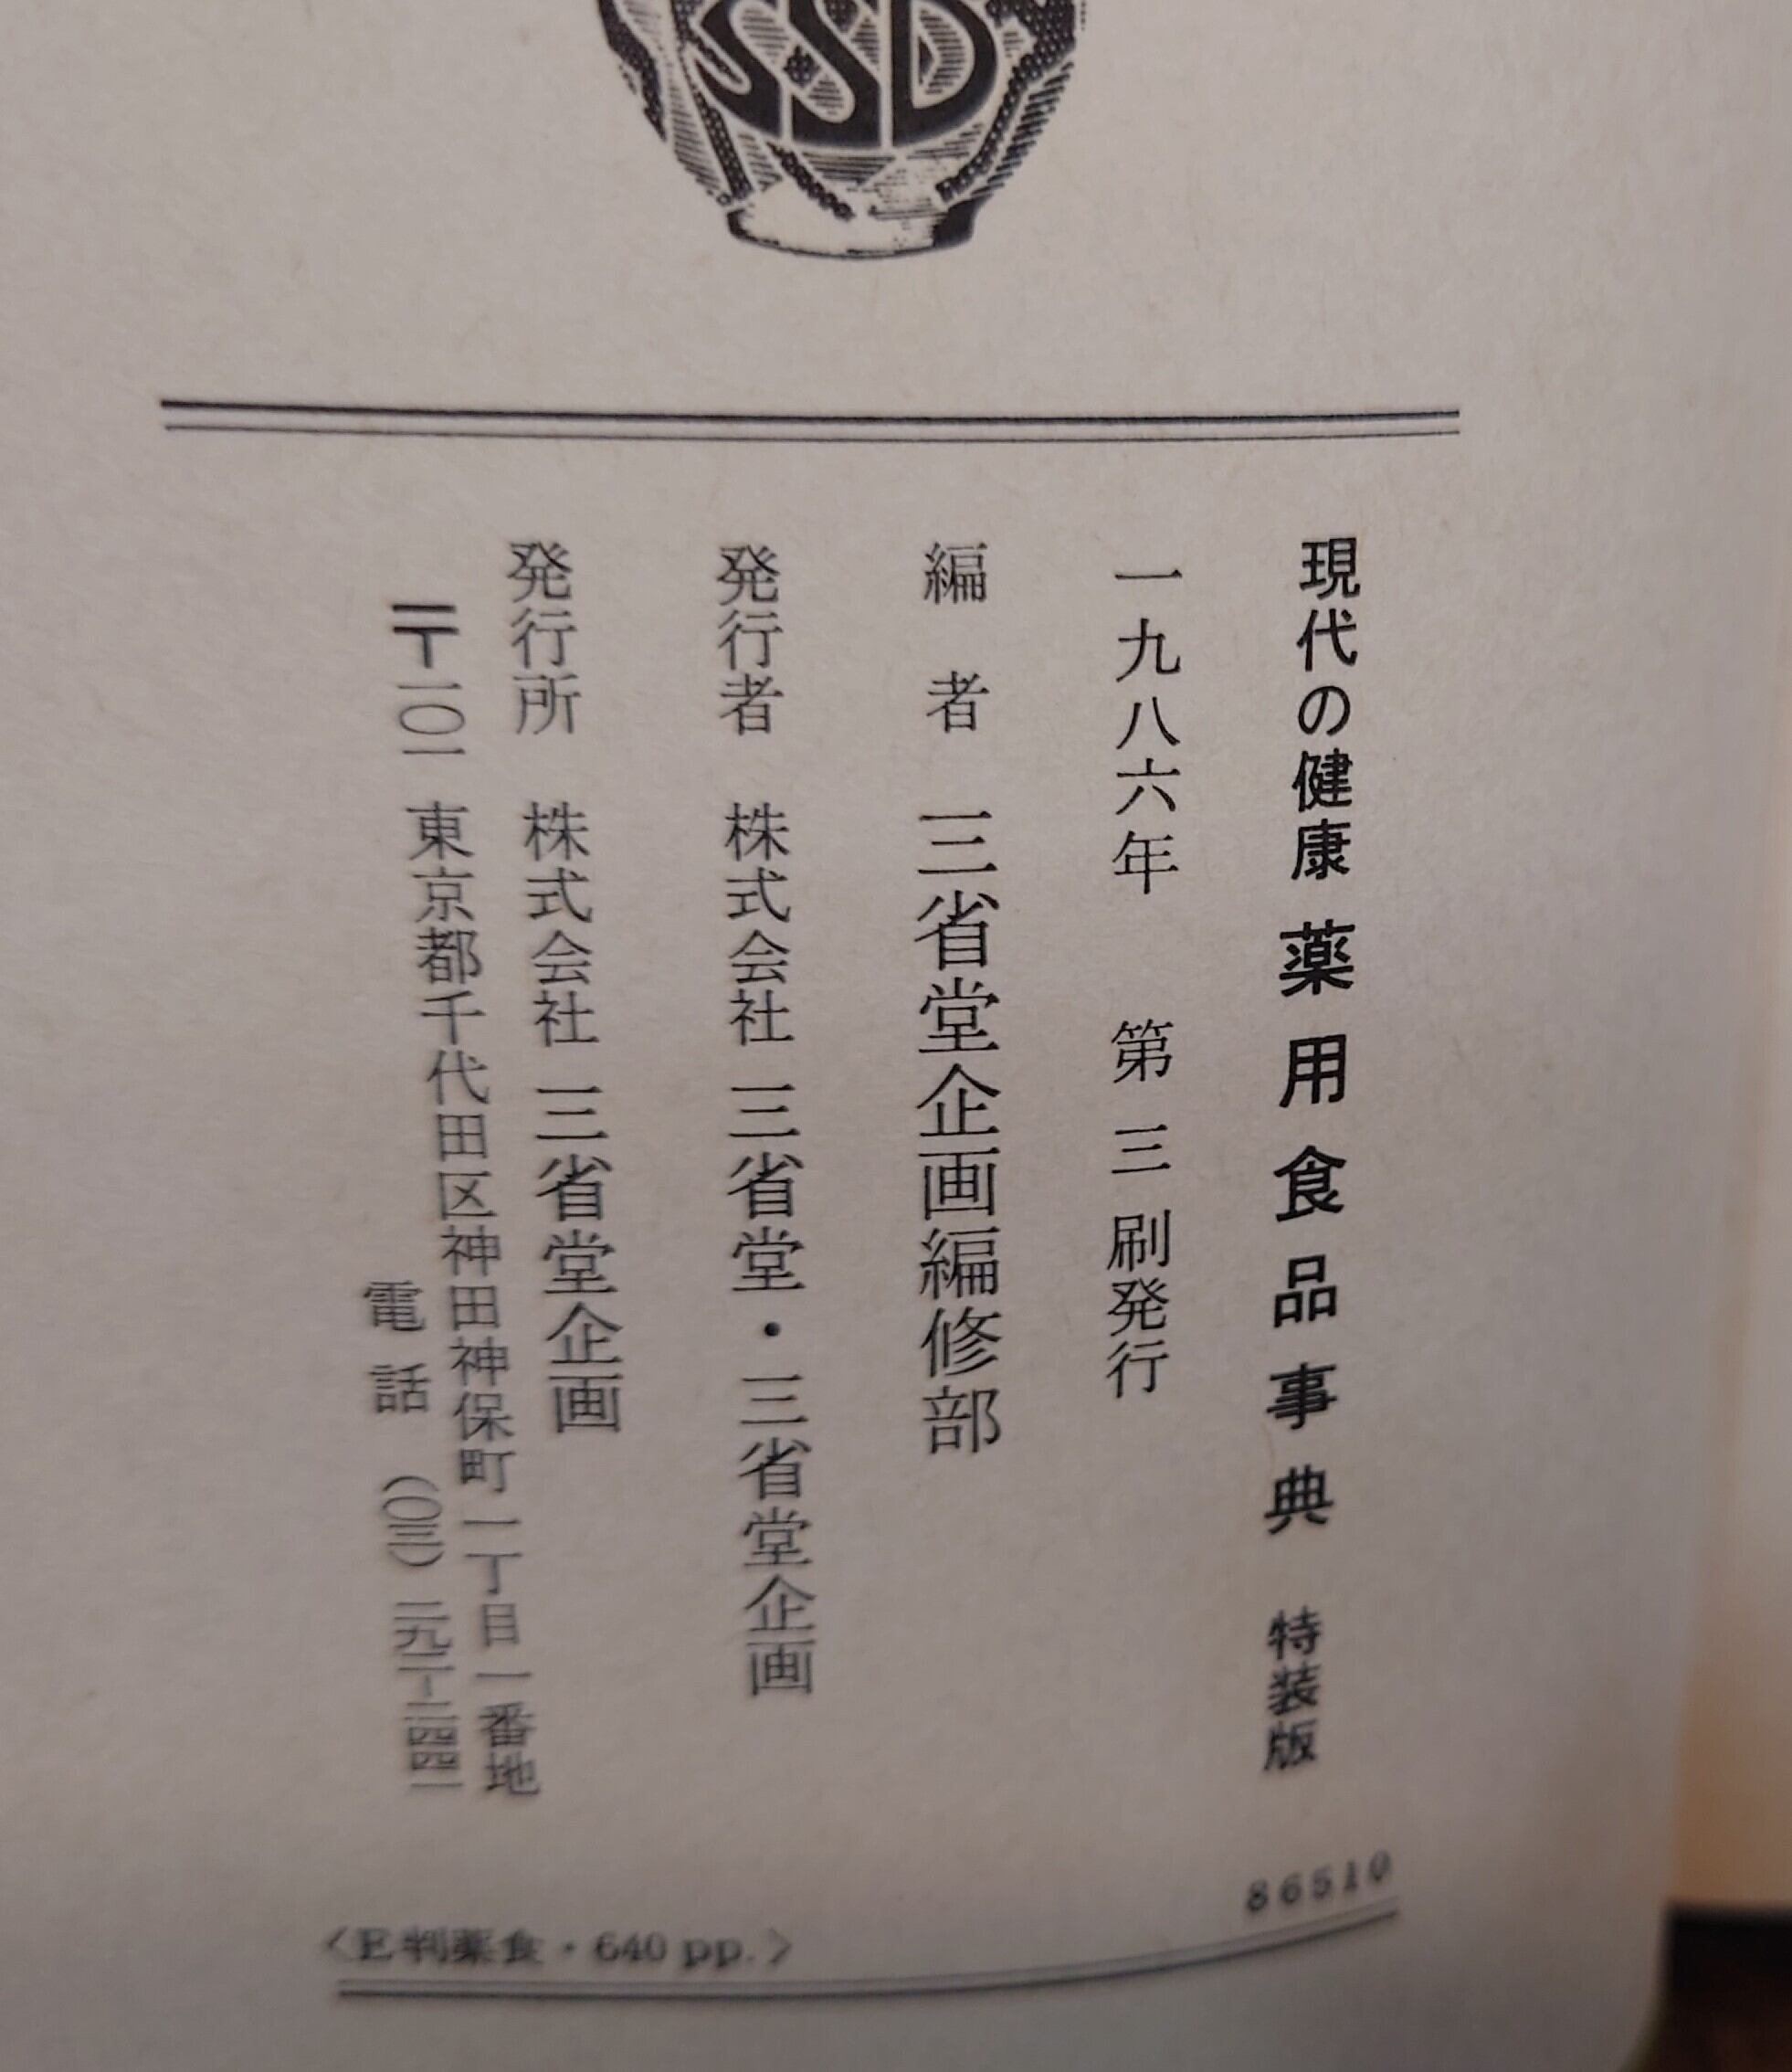 SSD
現代の健康 薬用食品事典 特装版
86510
一九八六年 第三刷発行
編者 三省堂企画編修部
発行者 株式会社 三省堂・三省堂企画
発行所 株式会社 三省堂企画
〒一〇一 東京都千代田区神田神保町一丁目一番地
電話 (〇三) 二九一-二四四一
〈E判薬食・640 pp.〉